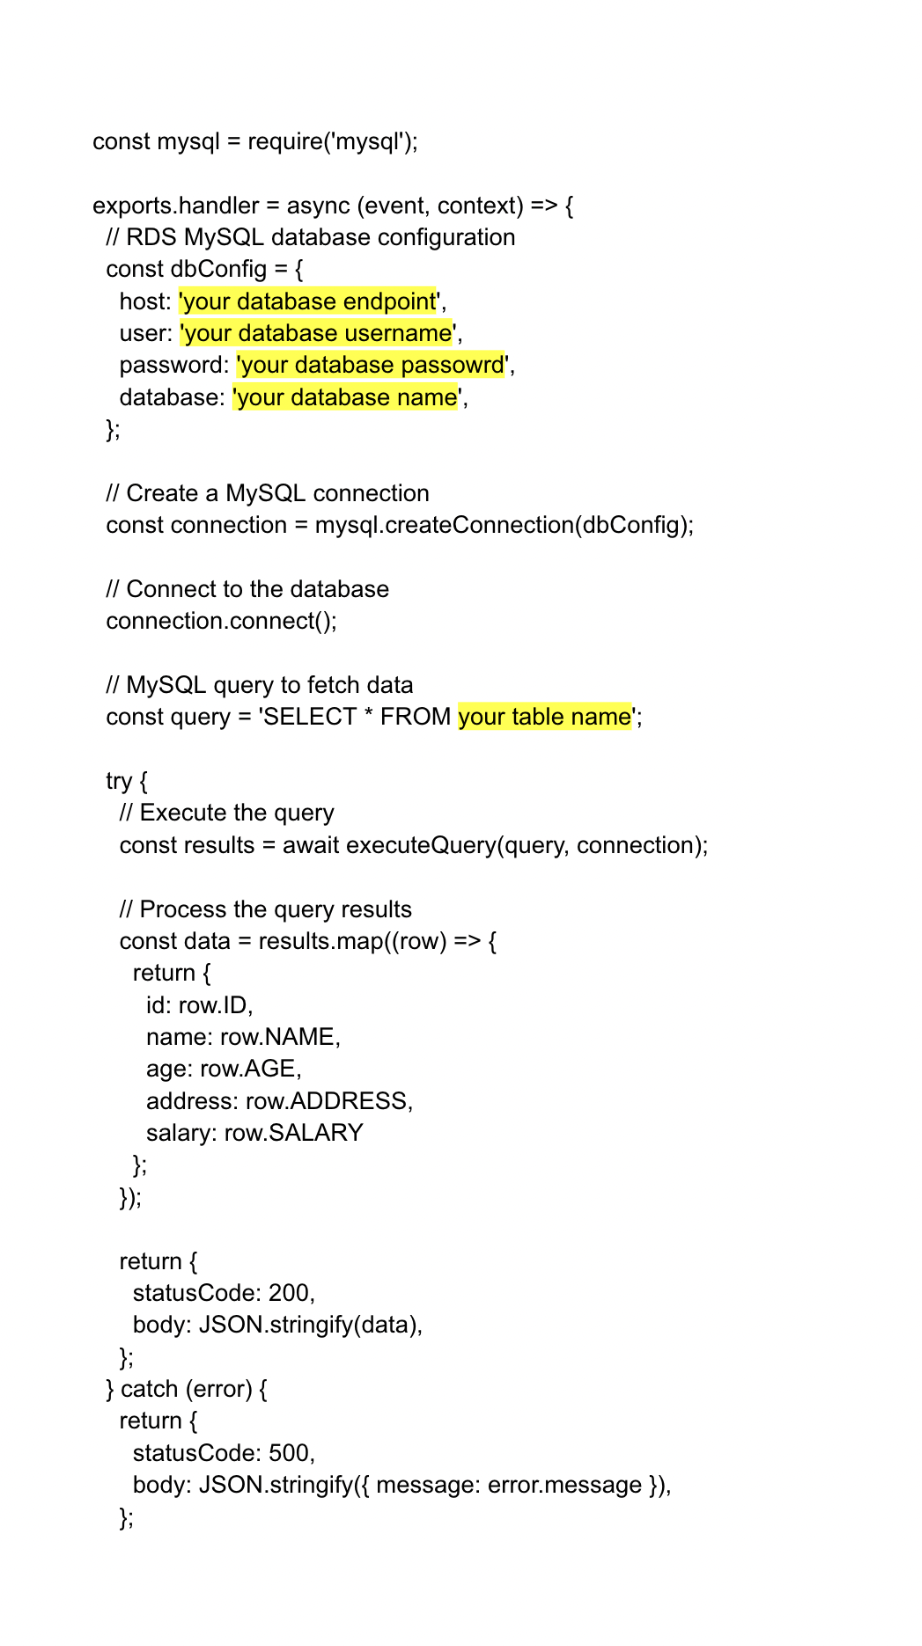 const mysql = require('mysql');
exports.handler = async (event, context) => {
// RDS MySQL database configuration
const dbConfig = {
host: 'your database endpoint',
user: 'your database username',
password: 'your database passowrd',
database: 'your database name',
};
// Create a MySQL connection
const connection = mysql.createConnection(dbConfig);
// Connect to the database
connection.connect();
// MySQL query to fetch data
const query = 'SELECT * FROM your table name';
try {
// Execute the query
const results = await executeQuery(query, connection);
// Process the query results
const data = results.map((row) => {
return {
id: row.ID,
name: row.NAME,
age: row.AGE,
address: row.ADDRESS,
salary: row.SALARY
};
});
return {
statusCode: 200,
body: JSON.stringify(data),
};
} catch (error) {
return {
statusCode: 500,
body: JSON.stringify({ message: error.message }),
};